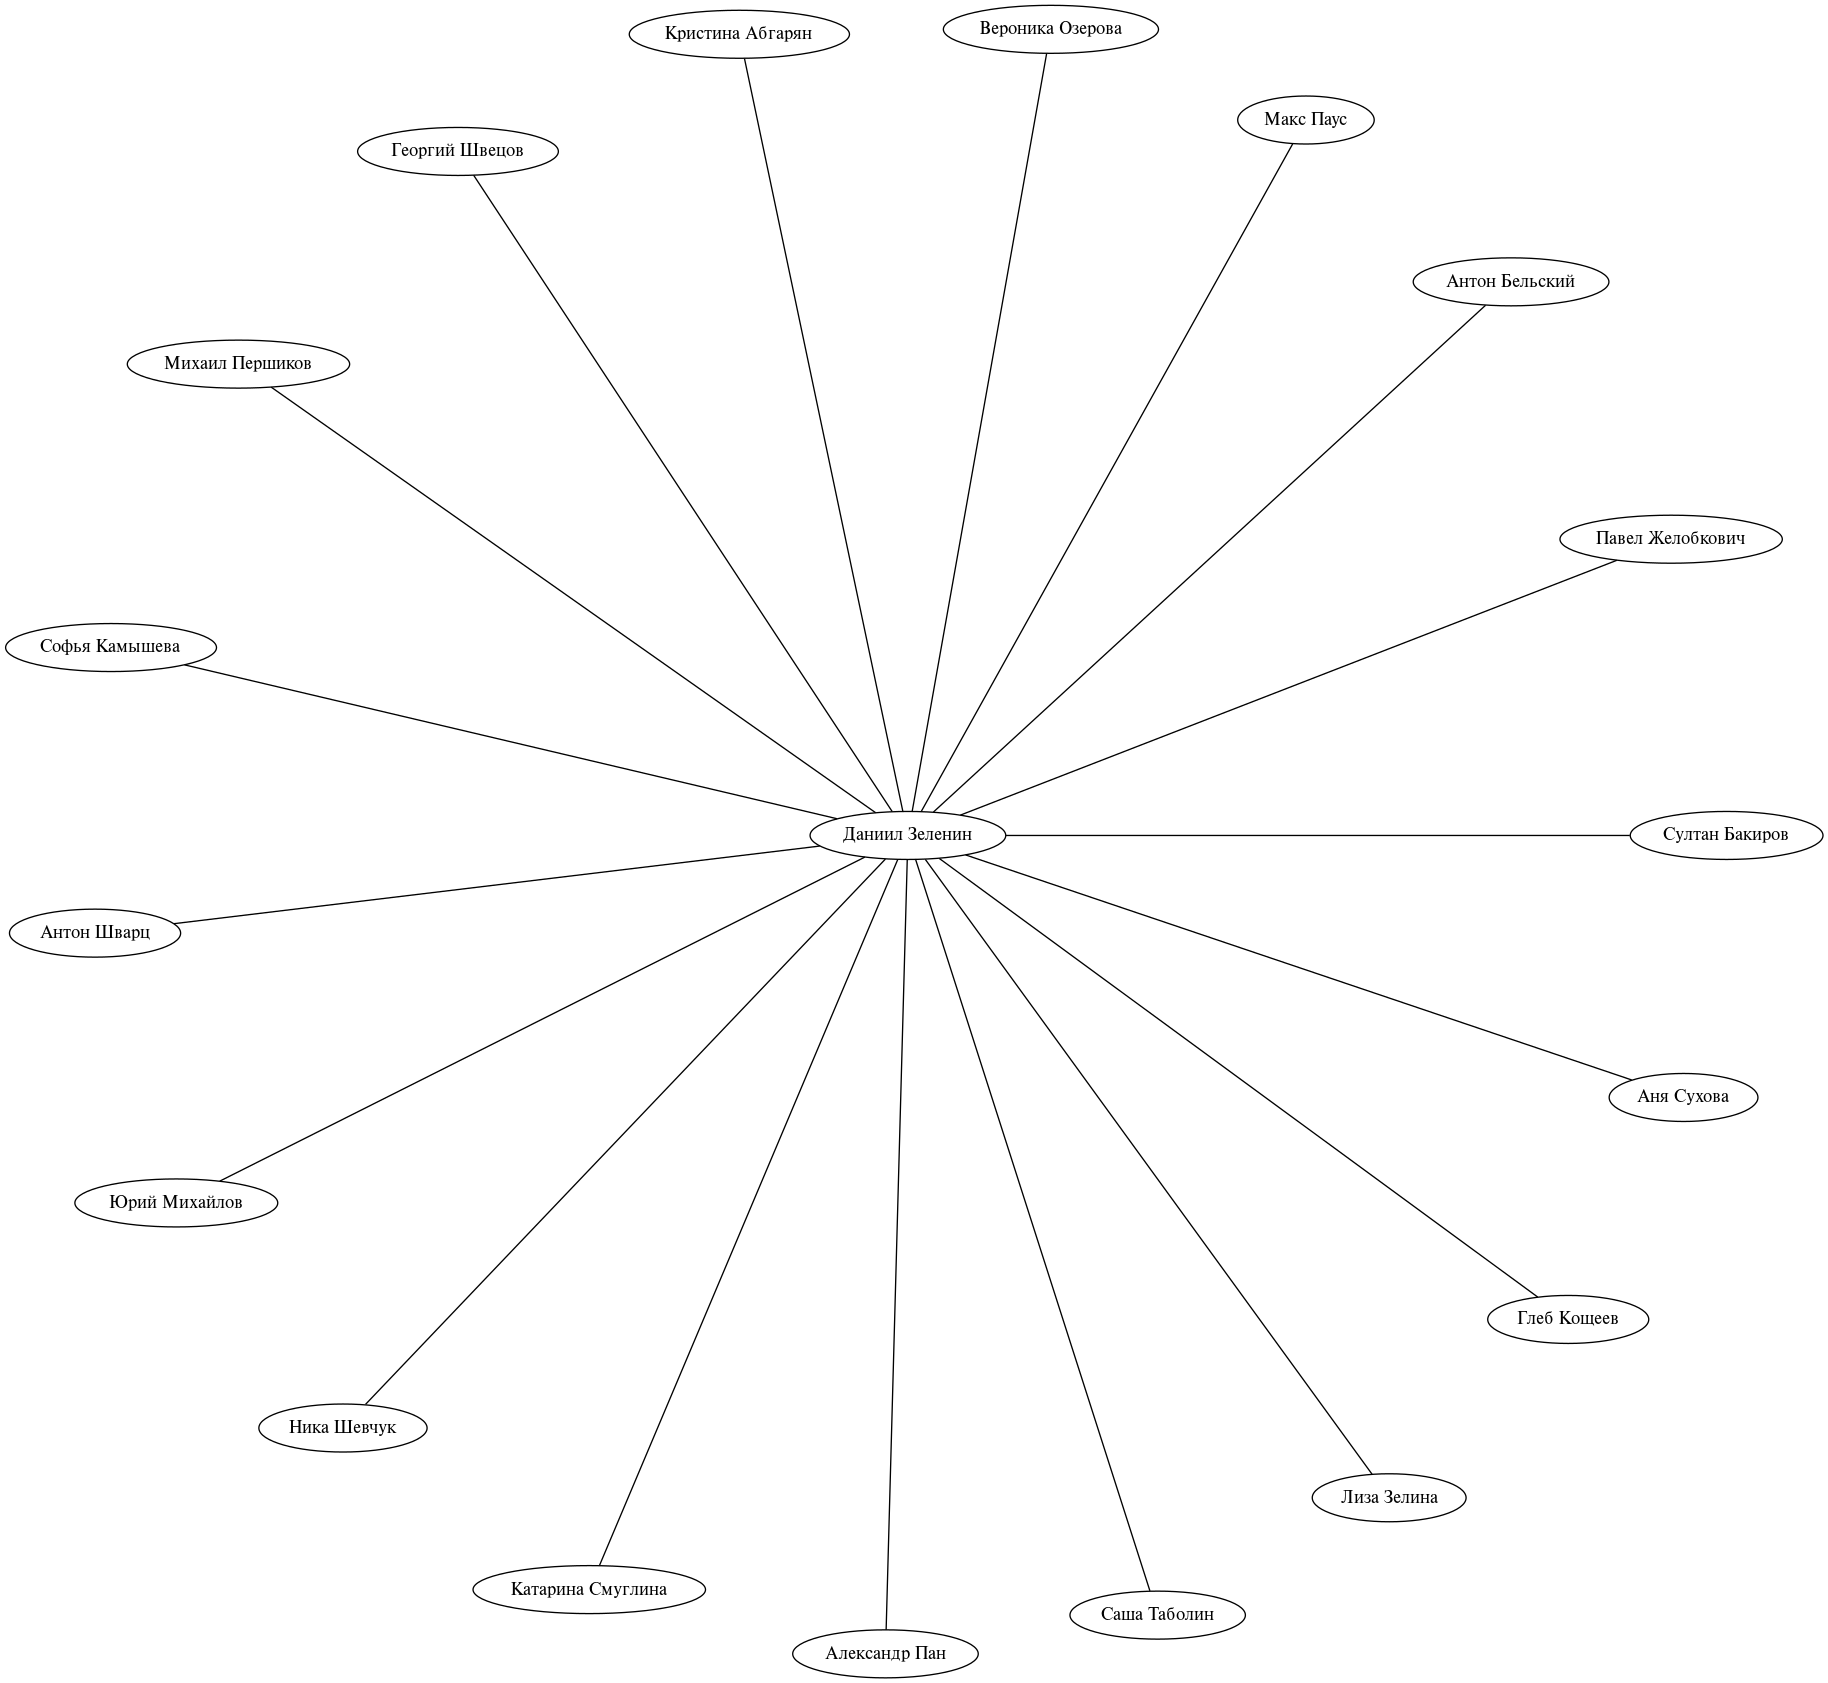 Вероника Озерова
Кристина Абгарян
Макс Паус
Георгий Швецов
Антон Бельский
Михаил Першиков
Павел Желобкович
Софья Камышева
Даниил Зеленин
Султан Бакиров
Антон Шварц
Аня Сухова
Юрий Михайлов
Глеб Кощеев
Ника Шевчук
Лиза Зелина
Катарина Смуглина
Саша Таболин
Александр Пан